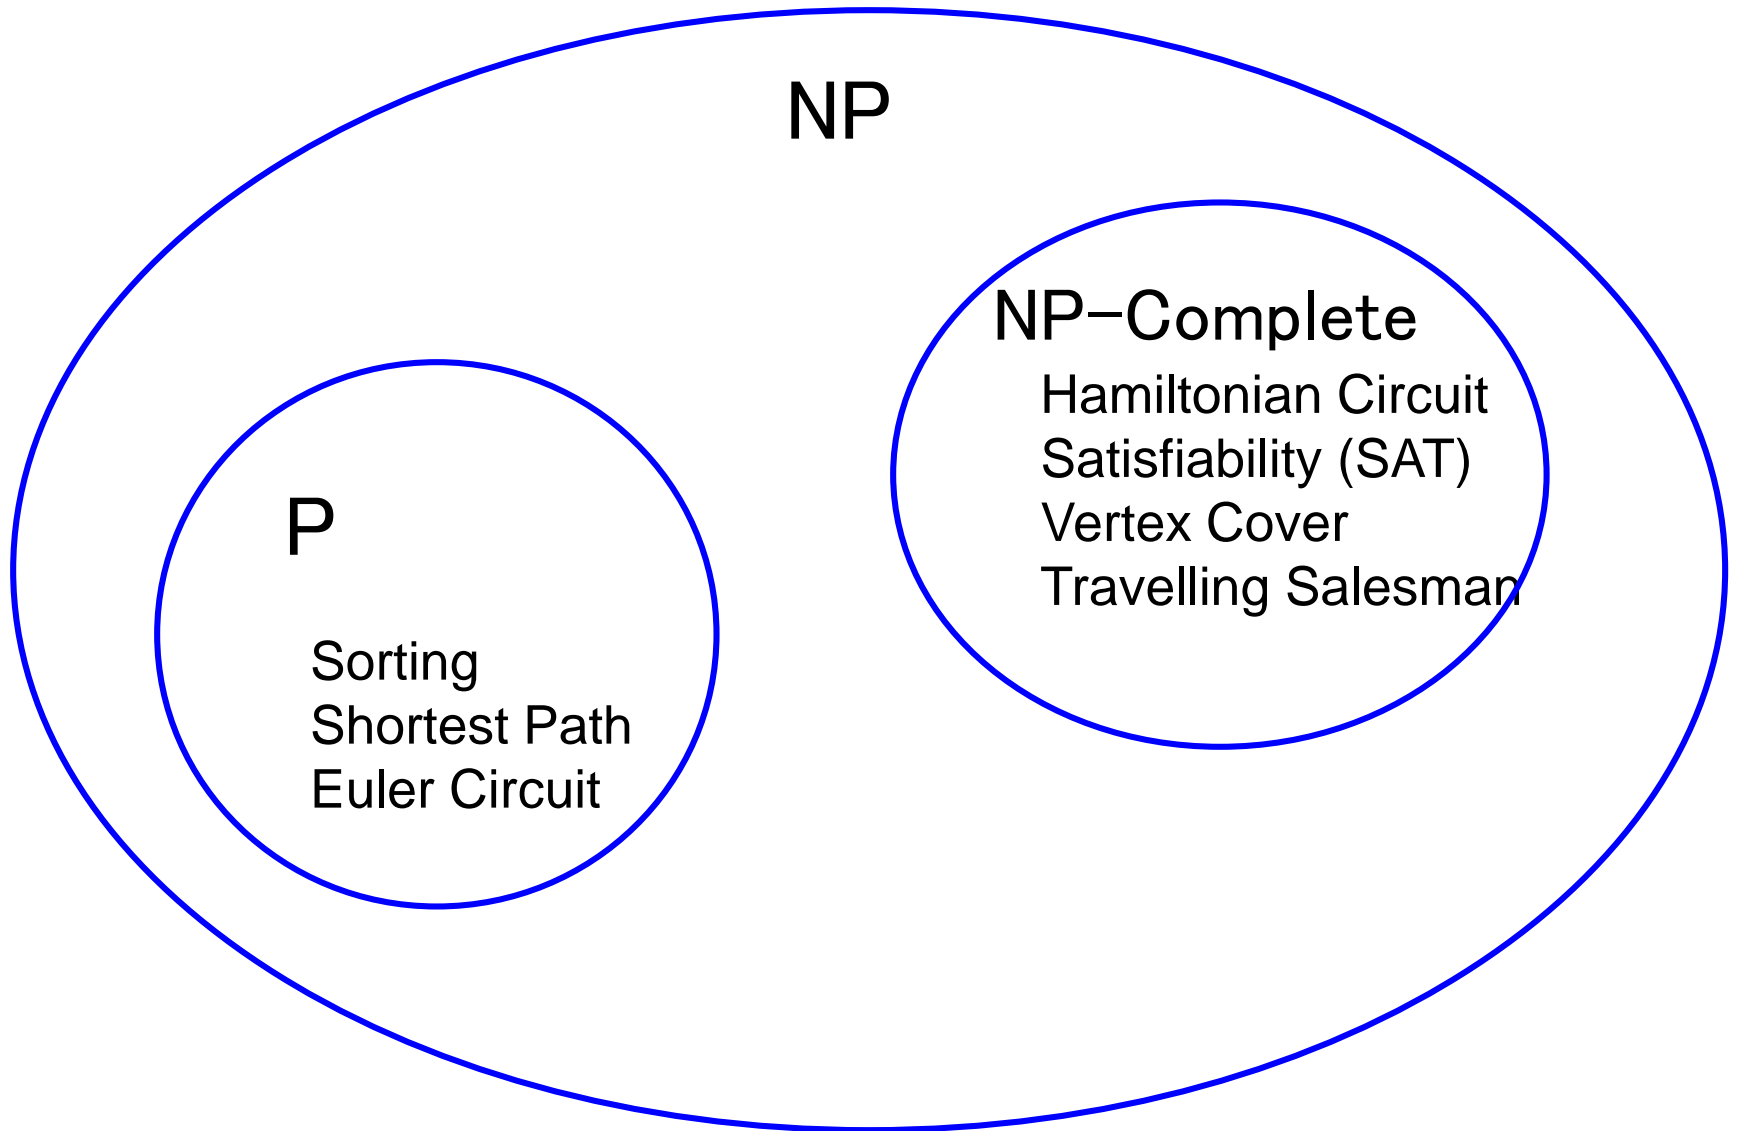 NP
NP-Complete
Hamiltonian Circuit
Satisfiability (SAT)
Vertex Cover
Travelling Salesman
P
Sorting
Shortest Path
Euler Circuit